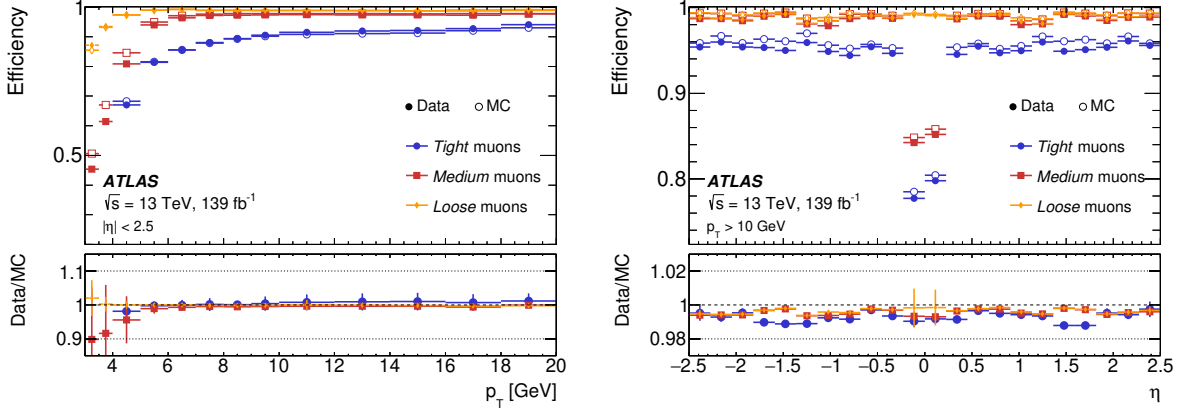 Efficiency
1
0.5
Data MC
Tight muons
Medium muons
Loose muons
ATLAS
√s = 13 TeV, 139 fb-1
|η| < 2.5
Data/MC
1.1
1
0.9
4 6 8 10 12 14 16 18 20
pT [GeV]
Efficiency
1
0.9
0.8
Data MC
Tight muons
Medium muons
Loose muons
ATLAS
√s = 13 TeV, 139 fb-1
pT > 10 GeV
Data/MC
1.02
1
0.98
−2.5 −2 −1.5 −1 −0.5 0 0.5 1 1.5 2 2.5
η